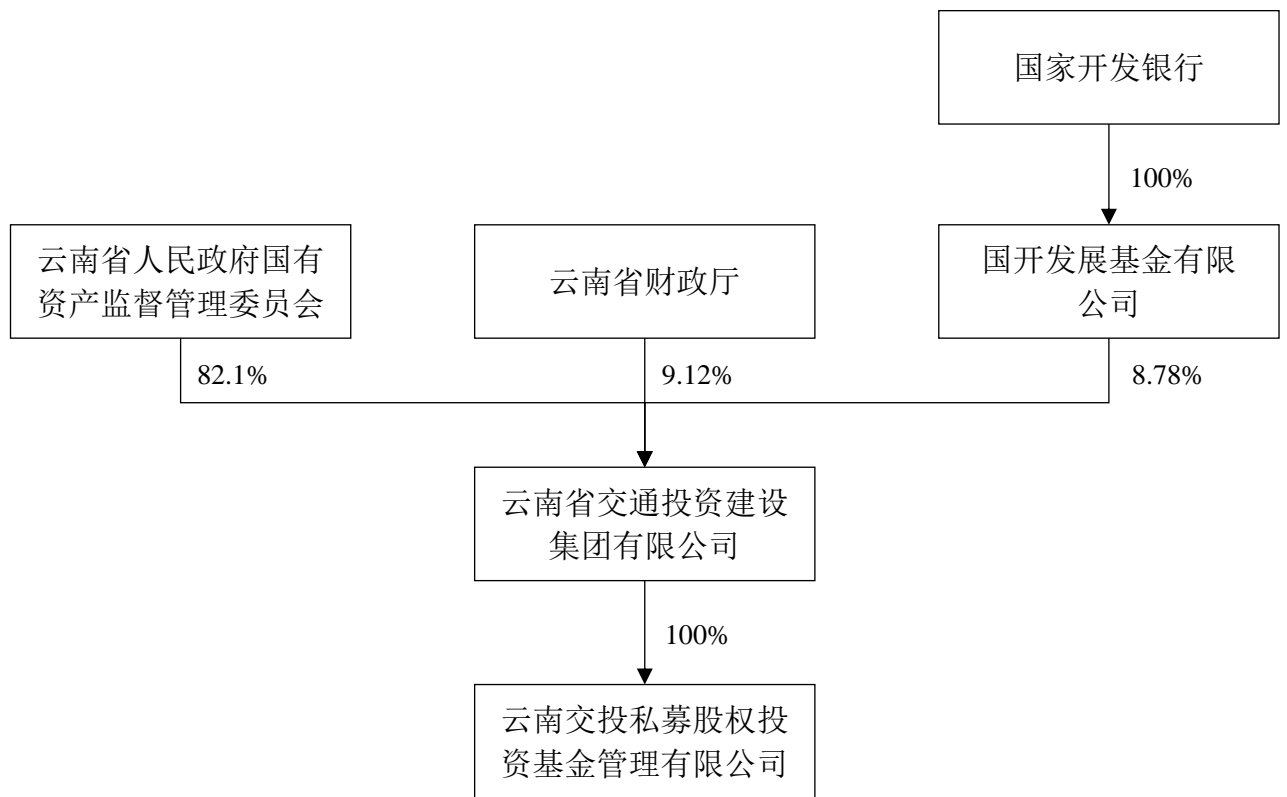 国家开发银行
100%
云南省人民政府国有
资产监督管理委员会
云南省财政厅
国开发展基金有限
公司
82.1%
9.12%
8.78%
云南省交通投资建设
集团有限公司
100%
云南交投私募股权投
资基金管理有限公司